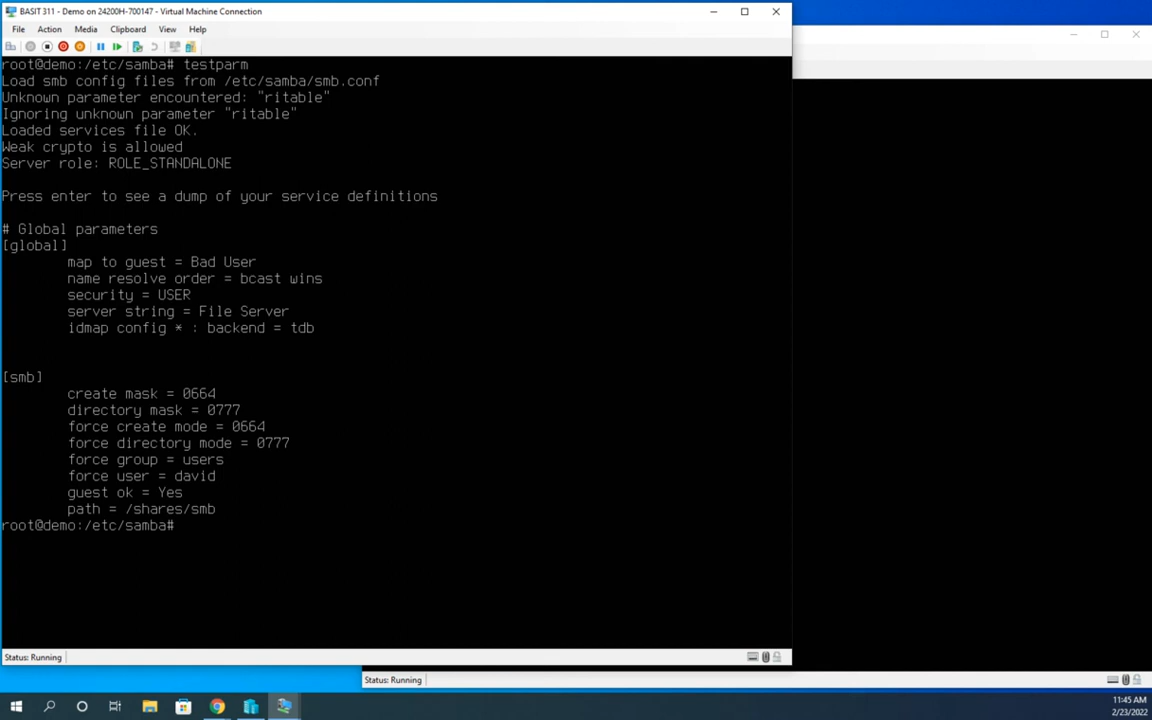 BASIT 311 - Demo on 24200H-700147 - Virtual Machine Connection
File Action Media Clipboard View Help
root@demo:/etc/samba# testparm
Load smb config files from /etc/samba/smb.conf
Unknown parameter encountered: "ritable"
Ignoring unknown parameter "ritable"
Loaded services file OK.
Weak crypto is allowed
Server role: ROLE_STANDALONE
Press enter to see a dump of your service definitions
# Global parameters
[global]
map to guest = Bad User
name resolve order = bcast wins
security = USER
server string = File Server
idmap config * : backend = tdb
[smb]
create mask = 0664
directory mask = 0777
force create mode = 0664
force directory mode = 0777
force group = users
force user = david
guest ok = Yes
path = /shares/smb
root@demo:/etc/samba#
Status: Running
Status: Running
11:45 AM
2/23/2022